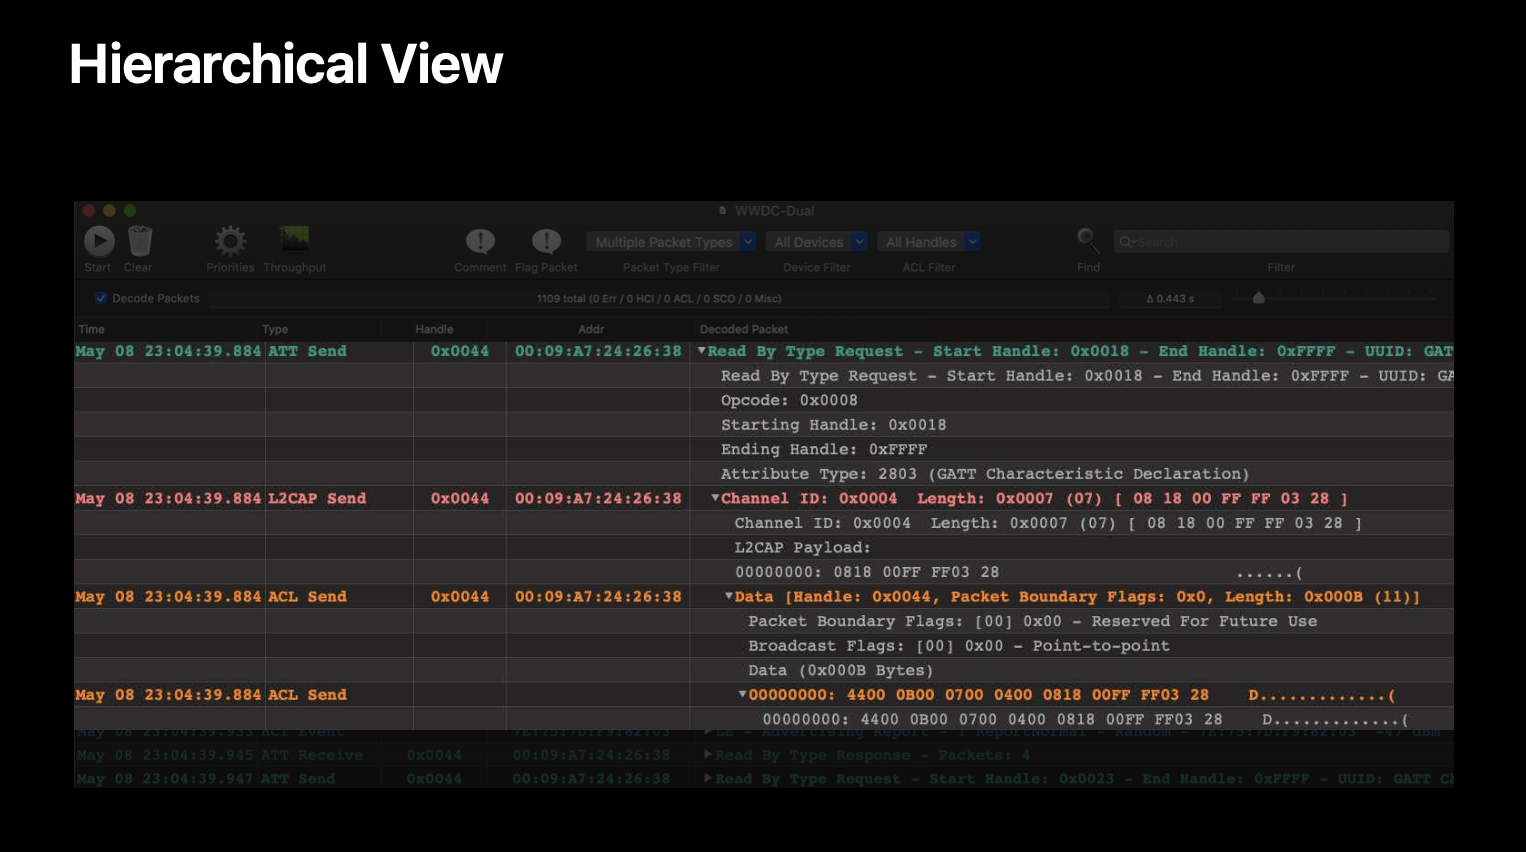 Hierarchical View
WWDC-Dual
Multiple Packet Types All Devices All Handles Search
Start Clear Priorities Throughput Comment Flag Packet Packet Type Filter Device Filter ACL Filter Find Filter
Decode Packets 1109 total (0 Err / 0 HCI / 0 ACL / 0 SCO / 0 Misc) Δ 0.443 s
Time Type Handle Addr Decoded Packet
May 08 23:04:39.884 ATT Send 0x0044 00:09:A7:24:26:38 ▼Read By Type Request - Start Handle: 0x0018 - End Handle: 0xFFFF - UUID: GAT
Read By Type Request - Start Handle: 0x0018 - End Handle: 0xFFFF - UUID: GA
Opcode: 0x0008
Starting Handle: 0x0018
Ending Handle: 0xFFFF
Attribute Type: 2803 (GATT Characteristic Declaration)
May 08 23:04:39.884 L2CAP Send 0x0044 00:09:A7:24:26:38 ▼Channel ID: 0x0004 Length: 0x0007 (07) [ 08 18 00 FF FF 03 28 ]
Channel ID: 0x0004 Length: 0x0007 (07) [ 08 18 00 FF FF 03 28 ]
L2CAP Payload:
00000000: 0818 00FF FF03 28 ......(
May 08 23:04:39.884 ACL Send 0x0044 00:09:A7:24:26:38 ▼Data [Handle: 0x0044, Packet Boundary Flags: 0x0, Length: 0x000B (11)]
Packet Boundary Flags: [00] 0x00 - Reserved For Future Use
Broadcast Flags: [00] 0x00 - Point-to-point
Data (0x000B Bytes)
May 08 23:04:39.884 ACL Send ▼00000000: 4400 0B00 0700 0400 0818 00FF FF03 28 D.............(
00000000: 4400 0B00 0700 0400 0818 00FF FF03 28 D.............(
May 08 23:04:39.933 HCI Event LE - Advertising Report - 1 Report Normal - Random
May 08 23:04:39.945 ATT Receive 0x0044 00:09:A7:24:26:38 ▶Read By Type Response - Packets: 4
May 08 23:04:39.947 ATT Send 0x0044 00:09:A7:24:26:38 ▶Read By Type Request - Start Handle: 0x0023 - End Handle: 0xFFFF - UUID: GATT Ch